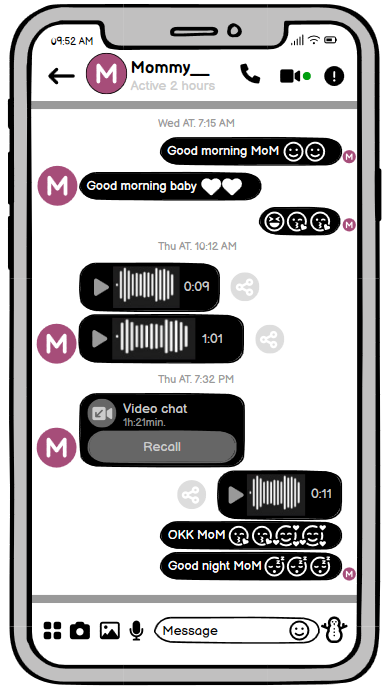 09:52 AM
M
Mommy__
Active 2 hours
Wed AT. 7:15 AM
Good morning MoM
M
M
Good morning baby
M
Thu AT. 10:12 AM
0:09
M
1:01
Thu AT. 7:32 PM
Video chat
1h:21min.
M
Recall
0:11
OKK MoM
Good night MoM
M
Message